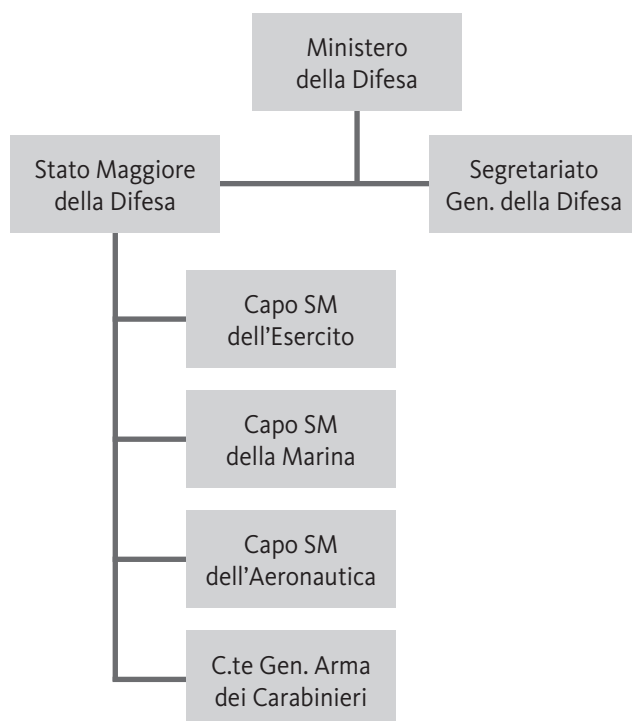 Ministero
della Difesa
Stato Maggiore
della Difesa
Segretariato
Gen. della Difesa
Capo SM
dell’Esercito
Capo SM
della Marina
Capo SM
dell’Aeronautica
C.te Gen. Arma
dei Carabinieri